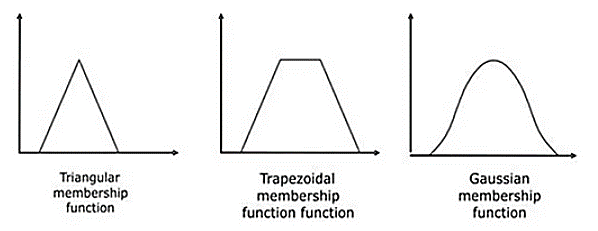 Triangular
membership
function
Trapezoidal
membership
function function
Gaussian
membership
function